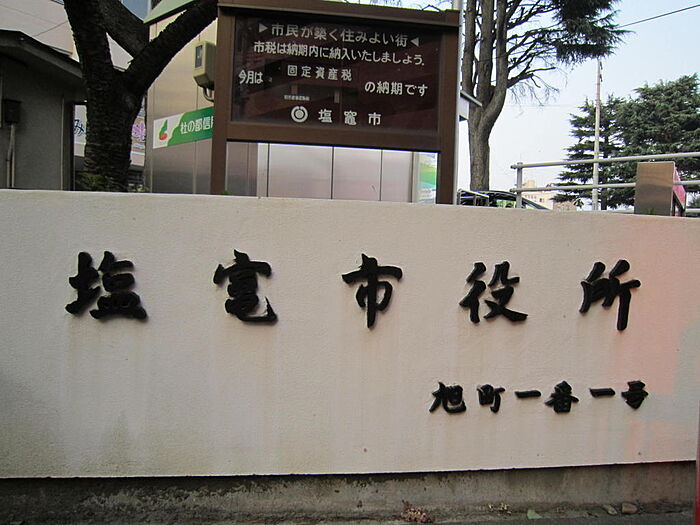 ▶市民が築く住みよい街◀
市税は納期内に納入いたしましょう.
今月は 固定資産税 の納期です
塩竈市
杜の都信
塩竈市役所
旭町一番一号